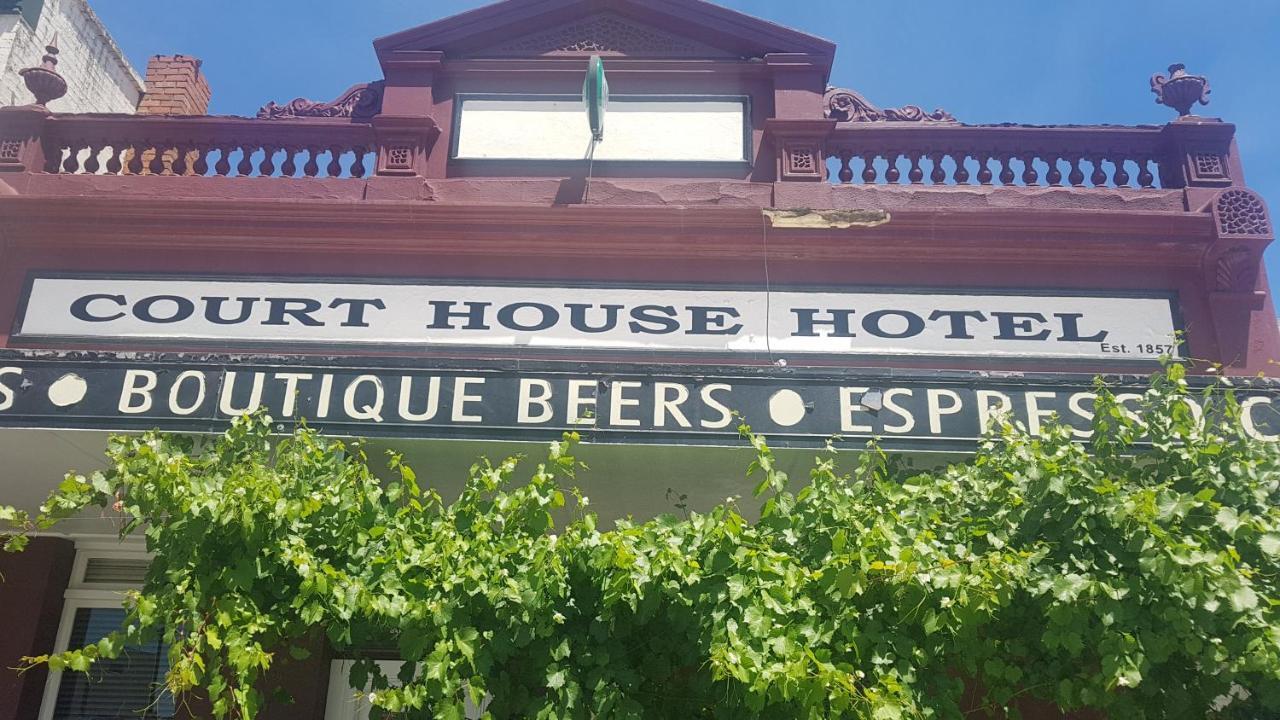 COURT HOUSE HOTEL
Est. 1857
S • BOUTIQUE BEERS • ESPRESSO C